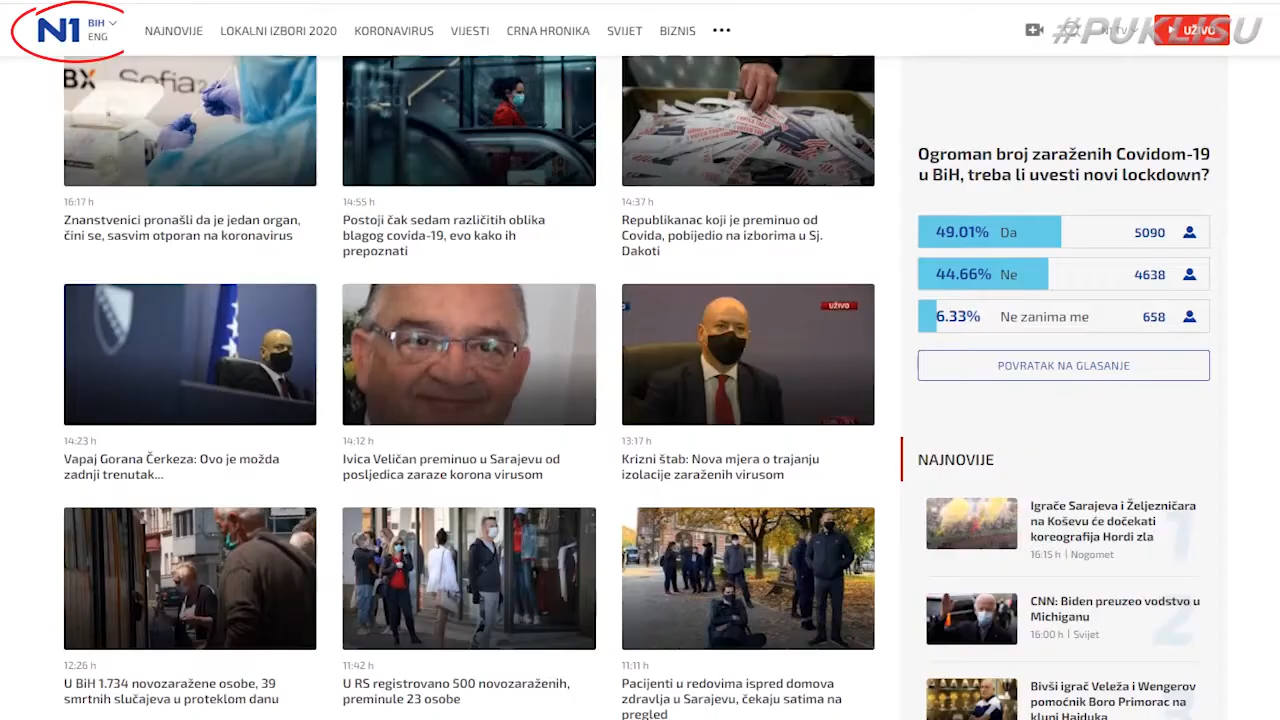 N1 BIH
ENG
NAJNOVIJE LOKALNI IZBORI 2020 KORONAVIRUS VIJESTI CRNA HRONIKA SVIJET BIZNIS
N1 TV
UŽIVO
#PUKLISU
BX Sofia2
16:17 h
Znanstvenici pronašli da je jedan organ,
čini se, sasvim otporan na koronavirus
14:55 h
Postoji čak sedam različitih oblika
blagog covida-19, evo kako ih
prepoznati
14:37 h
Republikanac koji je preminuo od
Covida, pobijedio na izborima u Sj.
Dakoti
UŽIVO
14:23 h
Vapaj Gorana Čerkeza: Ovo je možda
zadnji trenutak...
14:12 h
Ivica Veličan preminuo u Sarajevu od
posljedica zaraze korona virusom
13:17 h
Krizni štab: Nova mjera o trajanju
izolacije zaraženih virusom
12:26 h
U BiH 1.734 novozaražene osobe, 39
smrtnih slučajeva u proteklom danu
11:42 h
U RS registrovano 500 novozaraženih,
preminule 23 osobe
11:11 h
Pacijenti u redovima ispred domova
zdravlja u Sarajevu, čekaju satima na
pregled
Ogroman broj zaraženih Covidom-19
u BiH, treba li uvesti novi lockdown?
49.01% Da 5090
44.66% Ne 4638
6.33% Ne zanima me 658
POVRATAK NA GLASANJE
NAJNOVIJE
Igrače Sarajeva i Željezničara
na Koševu će dočekati
koreografija Hordi zla
16:15 h | Nogomet
1
CNN: Biden preuzeo vodstvo u
Michiganu
16:00 h | Svijet
2
Bivši igrač Veleža i Wengerov
pomoćnik Boro Primorac na
klupi Hajduka
3